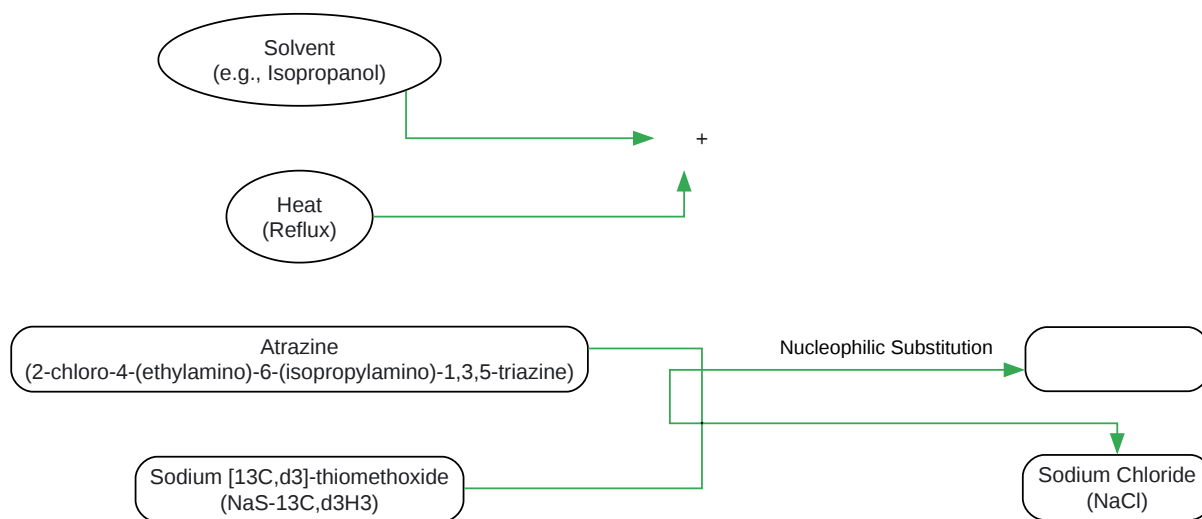 Solvent
(e.g., Isopropanol)
+
Heat
(Reflux)
Atrazine
(2-chloro-4-(ethylamino)-6-(isopropylamino)-1,3,5-triazine)
Nucleophilic Substitution
Sodium [13C,d3]-thiomethoxide
(NaS-13C,d3H3)
Sodium Chloride
(NaCl)